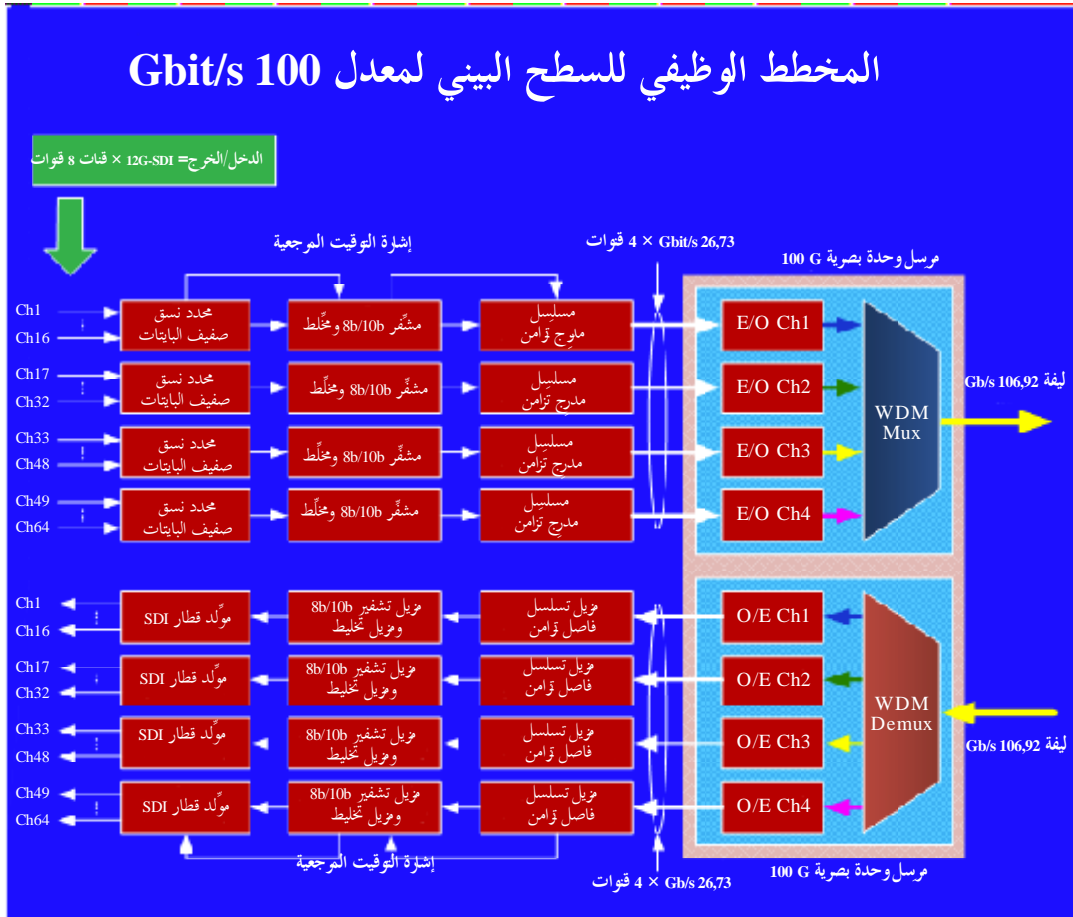 المخطط الوظيفي للسطح البيني لمعدل 100 Gbit/s
الدخل/الخرج= 12G-SDI × قنات 8 قنوات
إشارة التوقيت المرجعية
26,73 Gbit/s × 4 قنوات
مرسل وحدة بصرية 100 G
Ch1
Ch16
محدد نسق
صفيف البايتات
مشفّر 8b/10b ومخلّط
مسلسِل
مدرج تزامن
E/O Ch1
Ch17
Ch32
محدد نسق
صفيف البايتات
مشفّر 8b/10b ومخلّط
مسلسِل
مدرج تزامن
E/O Ch2
Ch33
Ch48
محدد نسق
صفيف البايتات
مشفّر 8b/10b ومخلّط
مسلسِل
مدرج تزامن
E/O Ch3
Ch49
Ch64
محدد نسق
صفيف البايتات
مشفّر 8b/10b ومخلّط
مسلسِل
مدرج تزامن
E/O Ch4
WDM
Mux
ليفة 106,92 Gb/s
Ch1
Ch16
مولّد قطار SDI
مزيل تشفير 8b/10b
ومزيل تخليط
مزيل تسلسل
فاصل تزامن
O/E Ch1
Ch17
Ch32
مولّد قطار SDI
مزيل تشفير 8b/10b
ومزيل تخليط
مزيل تسلسل
فاصل تزامن
O/E Ch2
Ch33
Ch48
مولّد قطار SDI
مزيل تشفير 8b/10b
ومزيل تخليط
مزيل تسلسل
فاصل تزامن
O/E Ch3
Ch49
Ch64
مولّد قطار SDI
مزيل تشفير 8b/10b
ومزيل تخليط
مزيل تسلسل
فاصل تزامن
O/E Ch4
WDM
Demux
ليفة 106,92 Gb/s
إشارة التوقيت المرجعية
26,73 Gb/s × 4 قنوات
مرسل وحدة بصرية 100 G